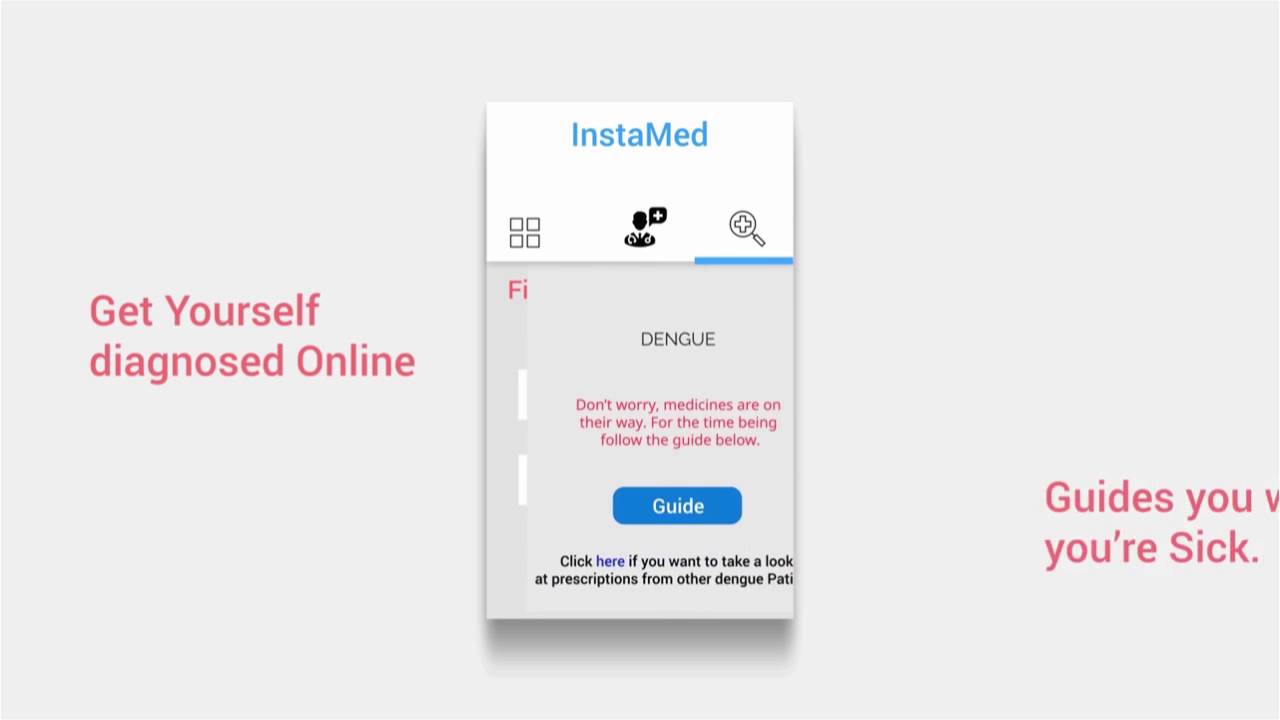 InstaMed
Get Yourself
diagnosed Online
Fi
DENGUE
Don't worry, medicines are on
their way. For the time being
follow the guide below.
Guide
Click here if you want to take a look
at prescriptions from other dengue Pati
Guides you
you're Sick.